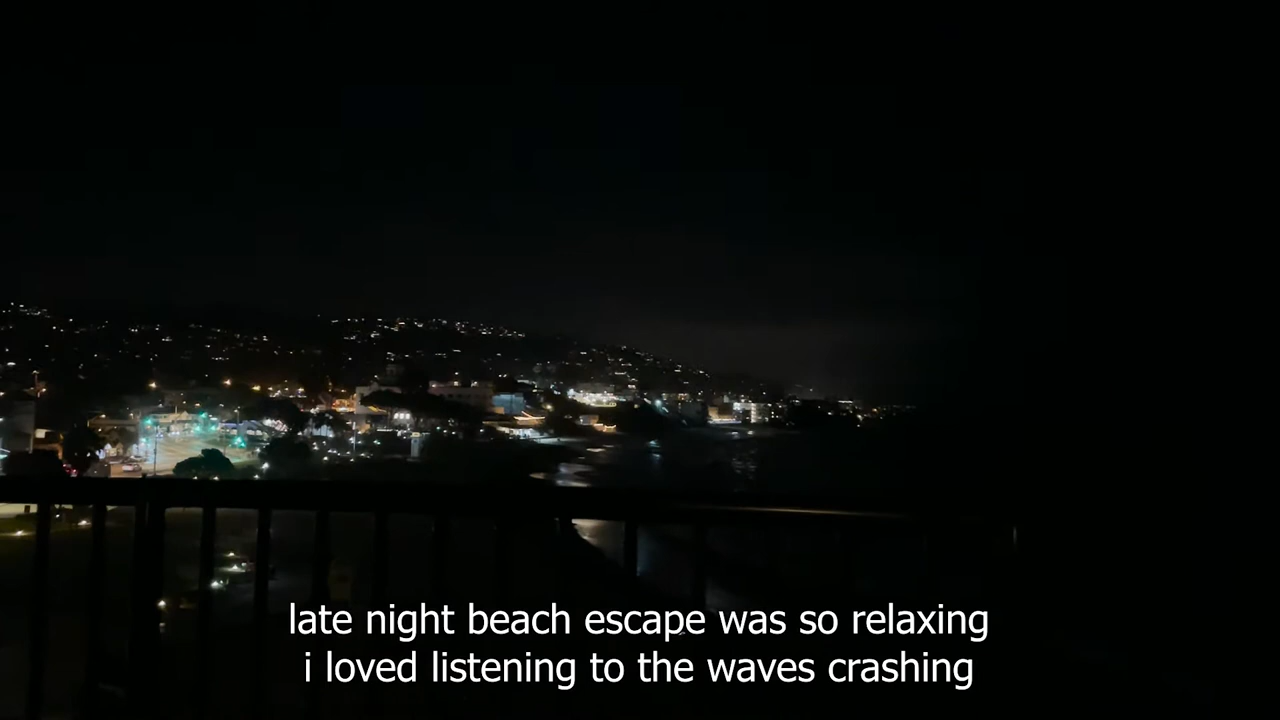 late night beach escape was so relaxing
i loved listening to the waves crashing